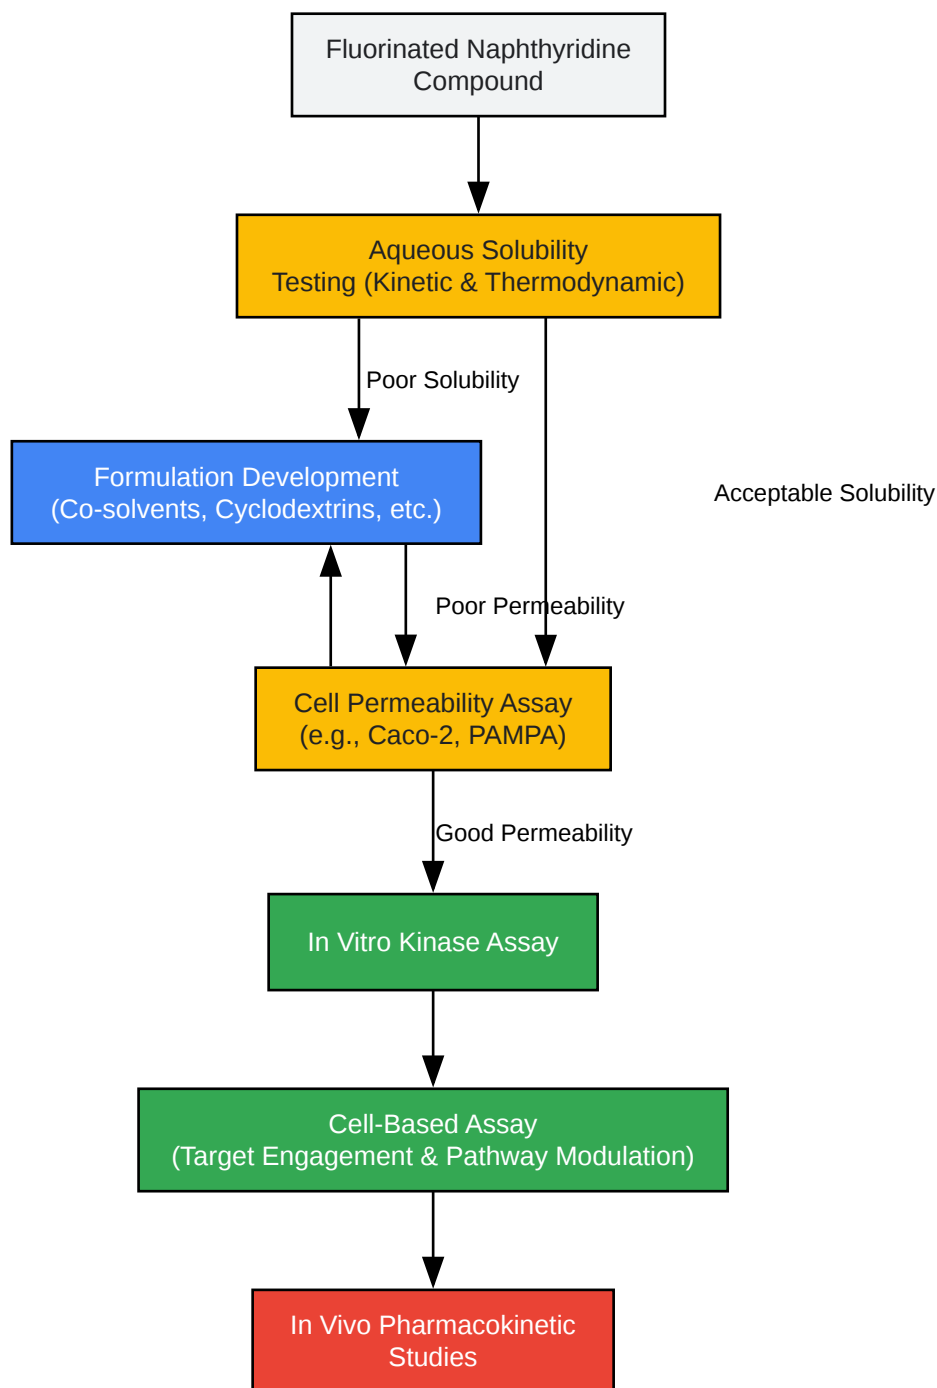 Fluorinated Naphthyridine
Compound
Aqueous Solubility
Testing (Kinetic & Thermodynamic)
Poor Solubility
Formulation Development
(Co-solvents, Cyclodextrins, etc.)
Acceptable Solubility
Poor Permeability
Cell Permeability Assay
(e.g., Caco-2, PAMPA)
Good Permeability
In Vitro Kinase Assay
Cell-Based Assay
(Target Engagement & Pathway Modulation)
In Vivo Pharmacokinetic
Studies